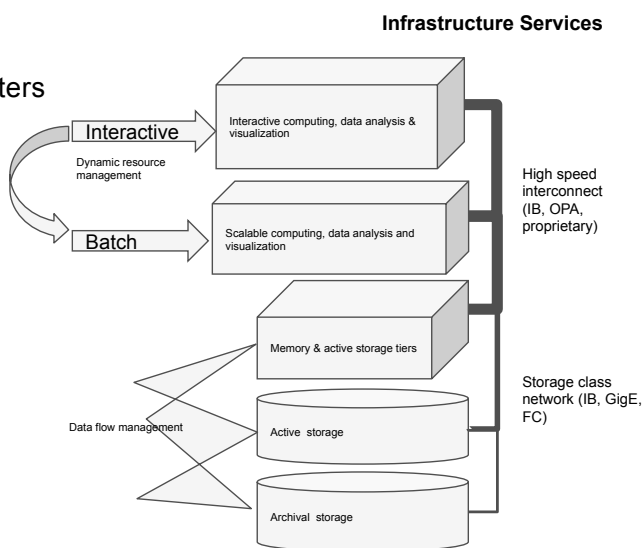 Infrastructure Services
ters
Interactive
Interactive computing, data analysis &
visualization
Dynamic resource
management
High speed
interconnect
(IB, OPA,
proprietary)
Batch
Scalable computing, data analysis and
visualization
Memory & active storage tiers
Storage class
network (IB, GigE,
FC)
Data flow management
Active  storage
Archival  storage